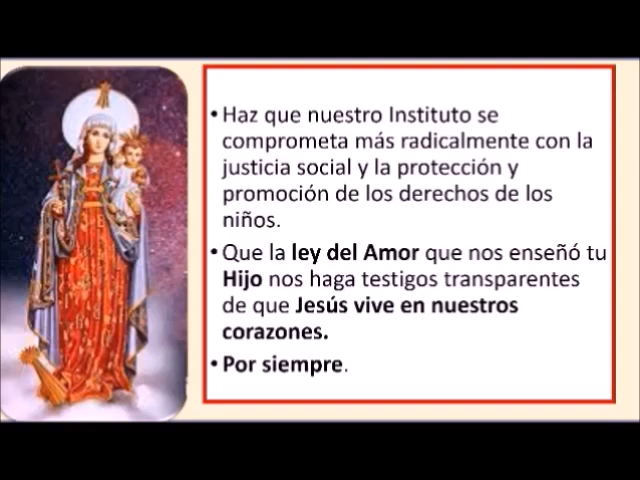 • Haz que nuestro Instituto se
comprometa más radicalmente con la
justicia social y la protección y
promoción de los derechos de los
niños.
• Que la ley del Amor que nos enseñó tu
Hijo nos haga testigos transparentes
de que Jesús vive en nuestros
corazones.
• Por siempre.